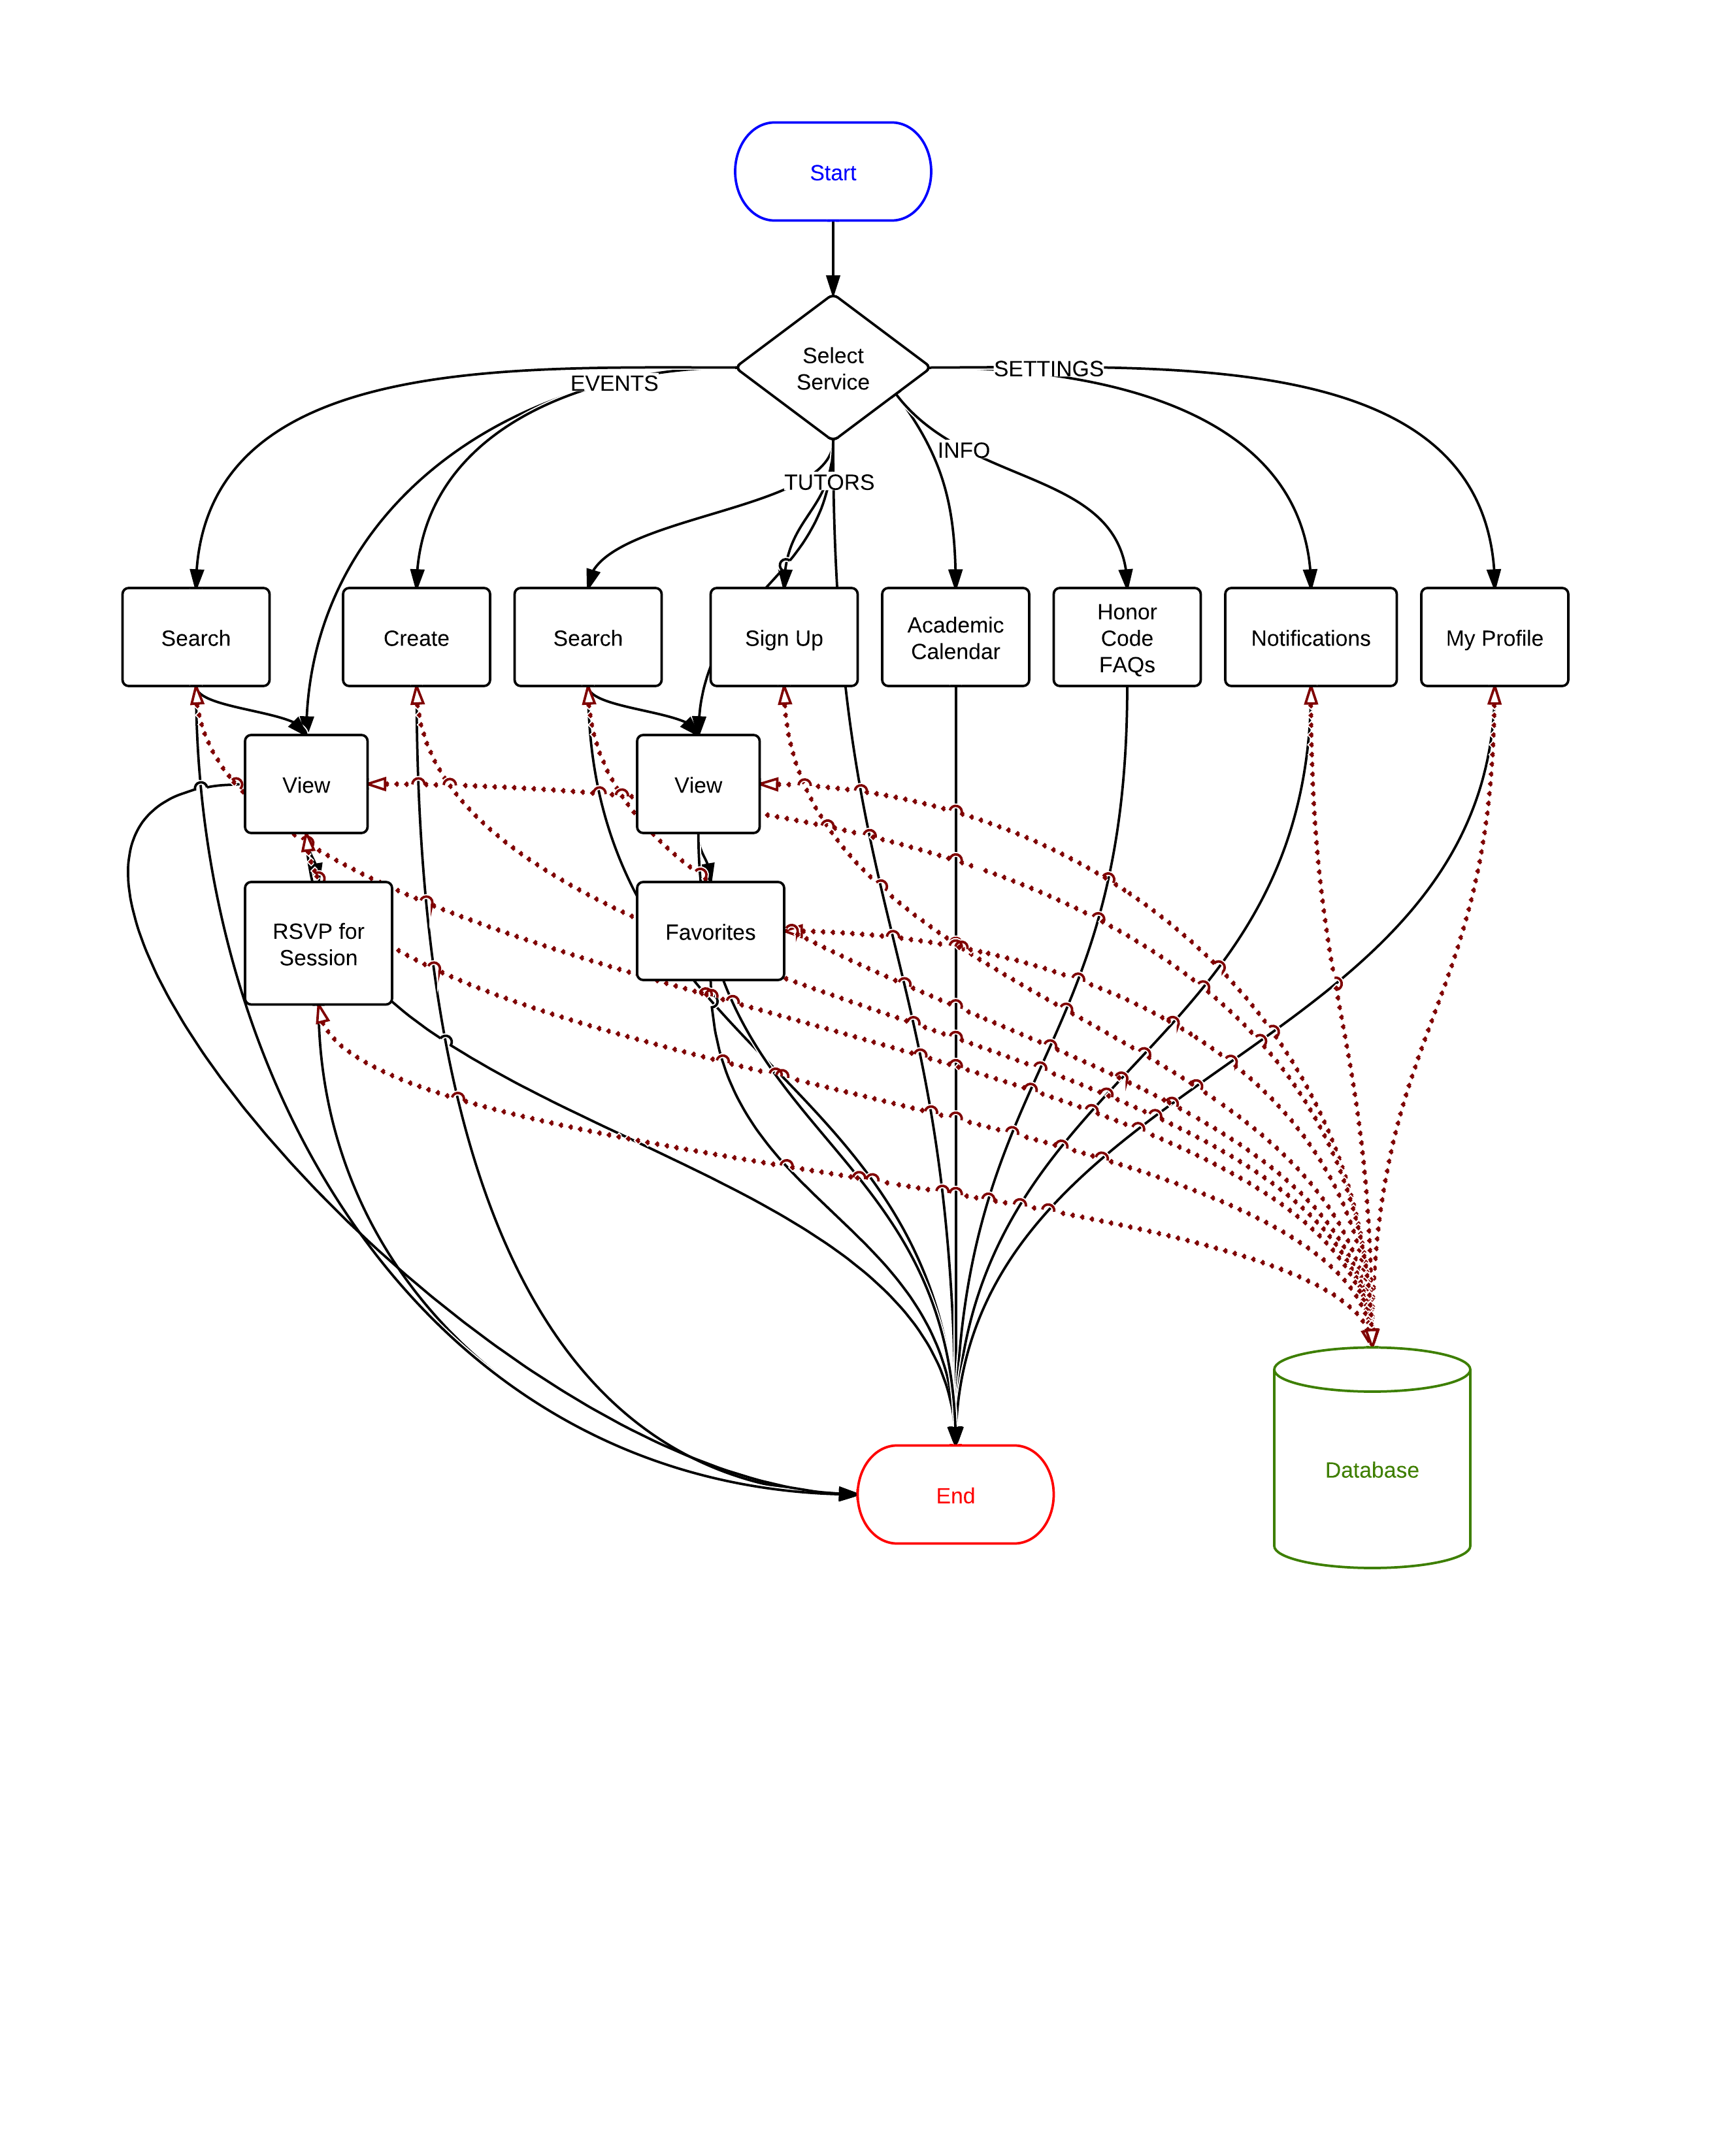 Start
Select
Service
SETTINGS
EVENTS
INFO
TUTORS
Search
Create
Search
Sign Up
Academic
Calendar
Honor
Code
FAQs
Notifications
My Profile
View
View
RSVP for
Session
Favorites
Database
End